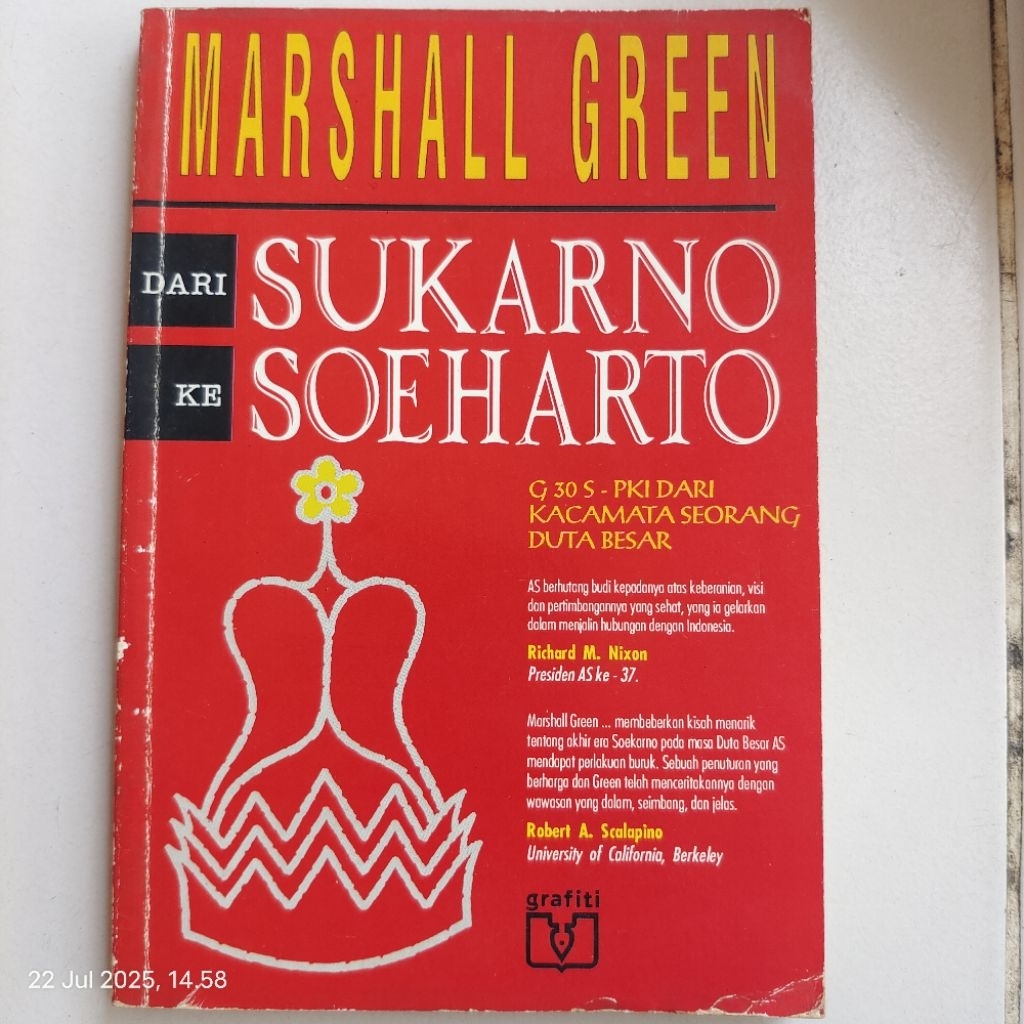 MARSHALL GREEN
DARI SUKARNO
KE SOEHARTO
G 30 S - PKI DARI
KACAMATA SEORANG
DUTA BESAR
AS berhutang budi kepadanya atas keberanian, visi
dan pertimbangannya yang sehat, yang ia gelarkan
dalam menjalin hubungan dengan Indonesia.
Richard M. Nixon
Presiden AS ke - 37.
Marshall Green ... membeberkan kisah menarik
tentang akhir era Soekarno pada masa Duta Besar AS
mendapat perlakuan buruk. Sebuah penuturan yang
berharga dan Green telah menceritakannya dengan
wawasan yang dalam, seimbang, dan jelas.
Robert A. Scalapino
University of California, Berkeley
grafiti
22 Jul 2025, 14.58